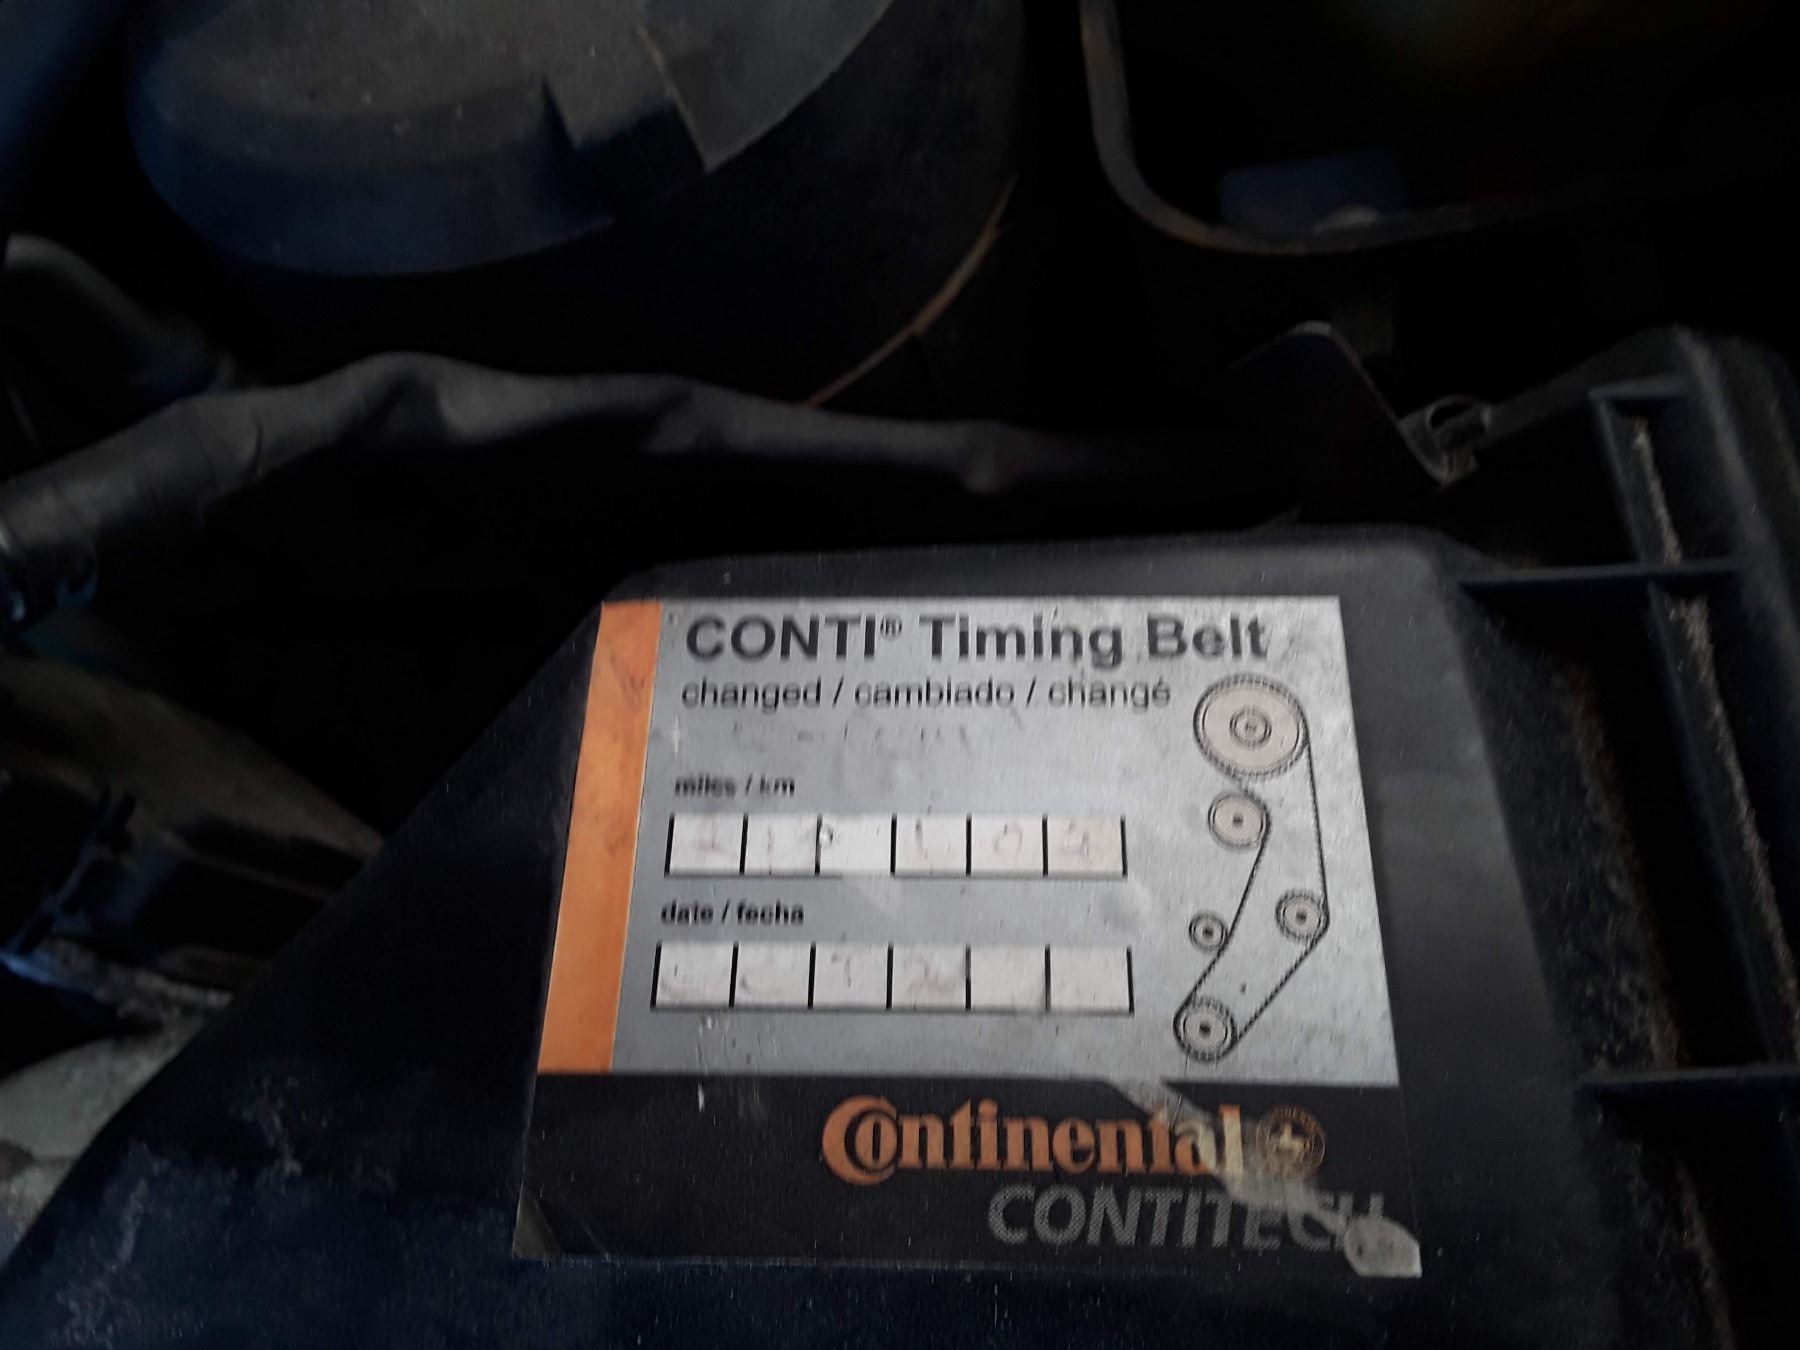 CONTI® Timing Belt
changed / cambiado / changé
miles / km
date / fecha
Continental
CONTITECH